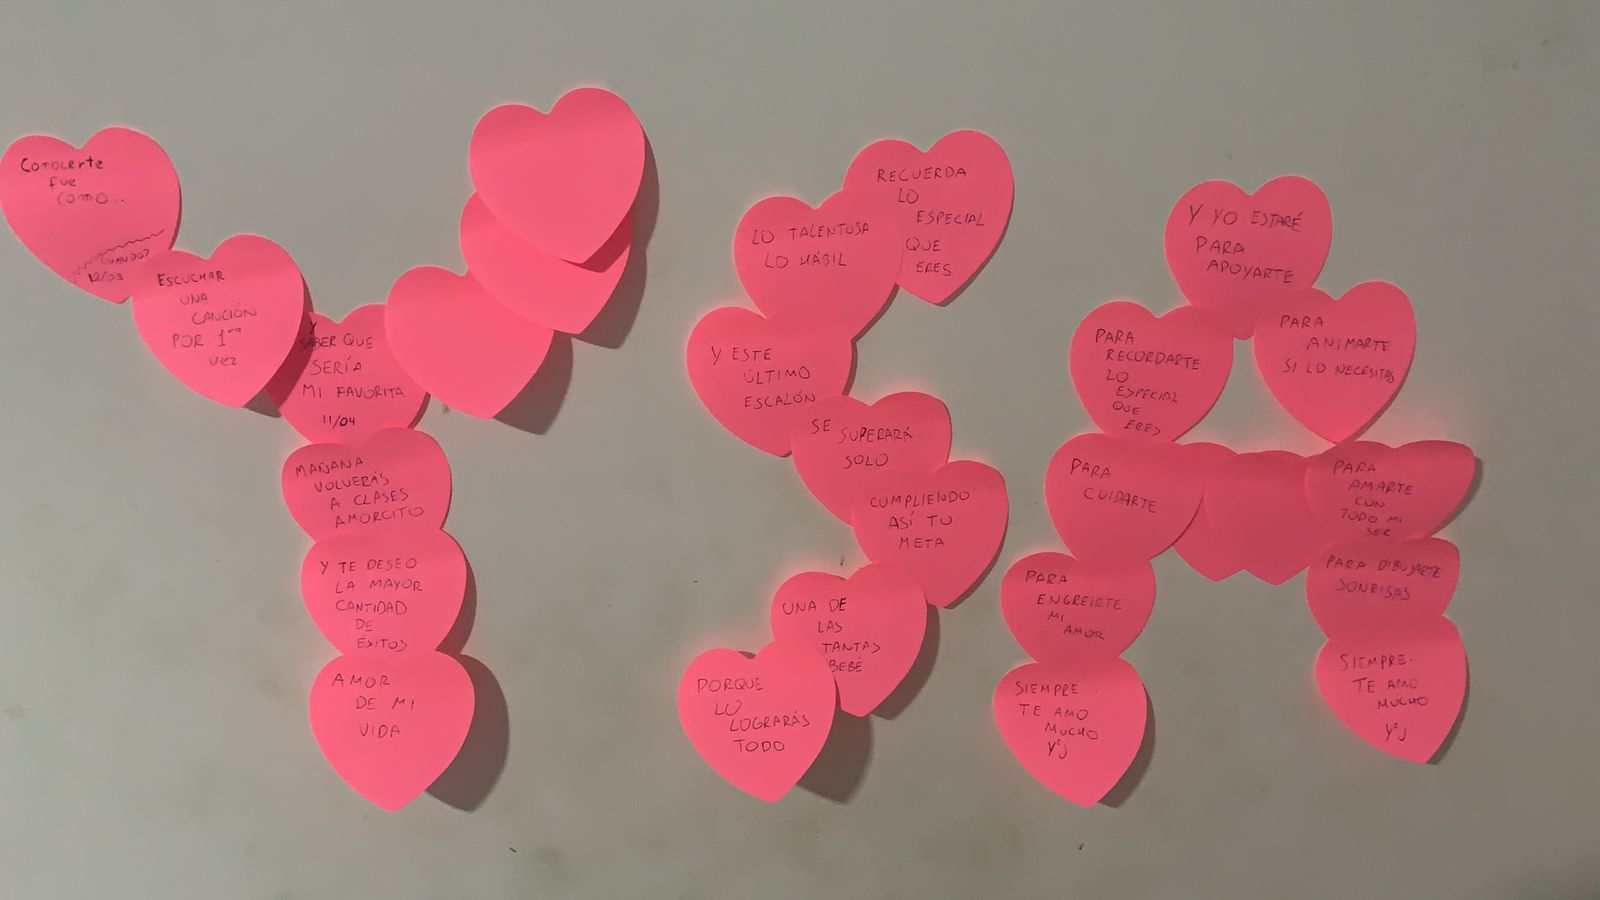 Conocerte
fue
como...
CUANDO?
12/03
ESCUCHAR
UNA
CANCIÓN
POR 1ra
VEZ
Y
SABER QUE
SERÍA
MI FAVORITA
11/04
MAÑANA
VOLVERÁS
A CLASES
AMORCITO
Y TE DESEO
LA MAYOR
CANTIDAD
DE
ÉXITOS
AMOR
DE MI
VIDA
RECUERDA
LO
ESPECIAL
QUE
ERES
LO TALENTOSA
LO HÁBIL
Y ESTE
ÚLTIMO
ESCALÓN
SE SUPERARÁ
SOLO
CUMPLIENDO
ASÍ TU
META
UNA DE
LAS
TANTAS
BEBÉ
PORQUE
LO
LOGRARÁS
TODO
Y YO ESTARÉ
PARA
APOYARTE
PARA
RECORDARTE
LO
ESPECIAL
QUE
ERES
PARA
ANIMARTE
SI LO NECESITAS
PARA
CUIDARTE
PARA
AMARTE
CON
TODO MI
SER
PARA
ENGREIRTE
MI
AMOR
PARA DIBUJARTE
SONRISAS
SIEMPRE...
TE AMO
MUCHO
Y²J
SIEMPRE...
TE AMO
MUCHO
Y²J